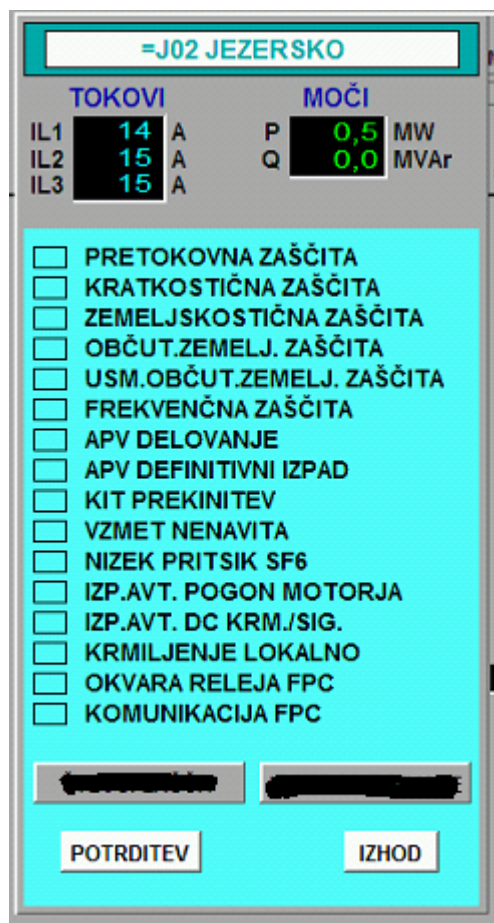 =J02 JEZERSKO
TOKOVI MOČI
IL1 14 A P 0,5 MW
IL2 15 A Q 0,0 MVAr
IL3 15 A
PRETOKOVNA ZAŠČITA
KRATKOSTIČNA ZAŠČITA
ZEMELJSKOSTIČNA ZAŠČITA
OBČUT.ZEMELJ. ZAŠČITA
USM.OBČUT.ZEMELJ. ZAŠČITA
FREKVENČNA ZAŠČITA
APV DELOVANJE
APV DEFINITIVNI IZPAD
KIT PREKINITEV
VZMET NENAVITA
NIZEK PRITSIK SF6
IZP.AVT. POGON MOTORJA
IZP.AVT. DC KRM./SIG.
KRMILJENJE LOKALNO
OKVARA RELEJA FPC
KOMUNIKACIJA FPC
POTRDITEV IZHOD